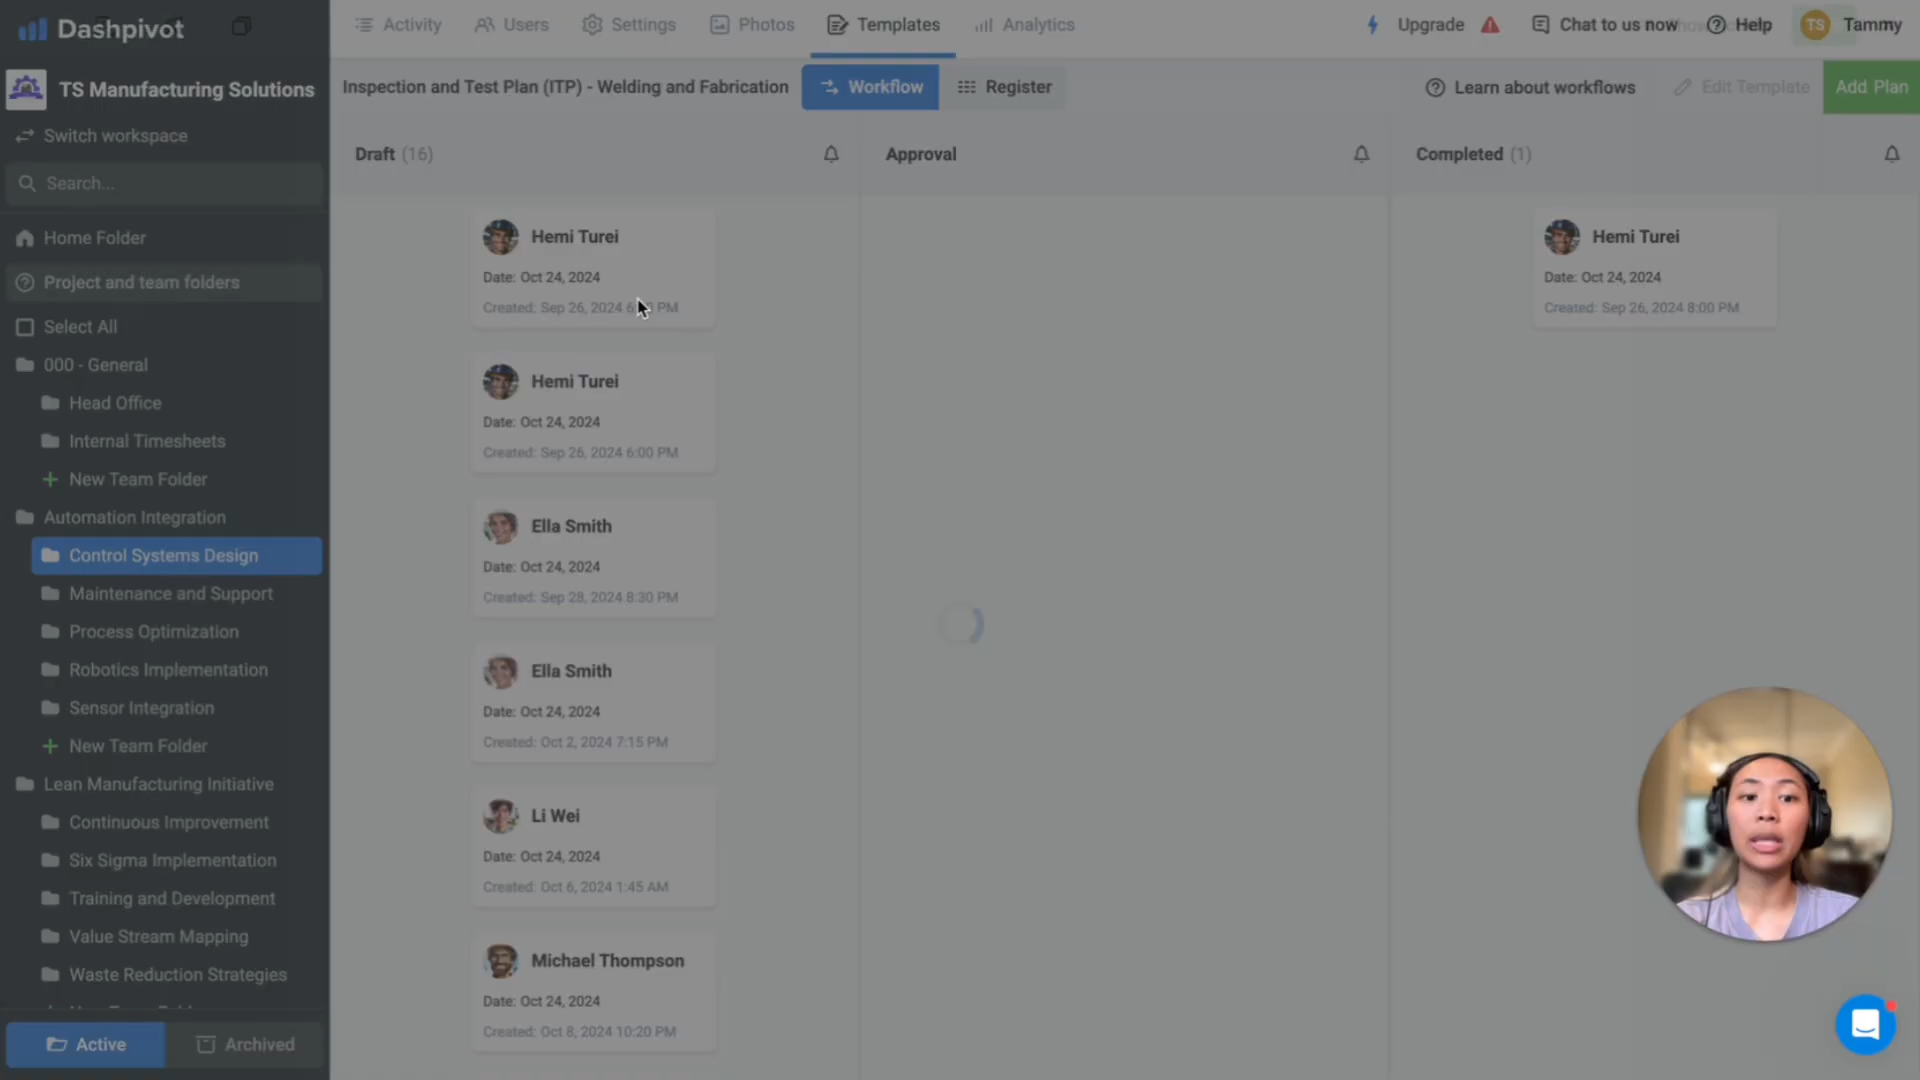 Dashpivot
TS Manufacturing Solutions
Switch workspace
Search...
Home Folder
Project and team folders
Select All
000 - General
Head Office
Internal Timesheets
New Team Folder
Automation Integration
Control Systems Design
Maintenance and Support
Process Optimization
Robotics Implementation
Sensor Integration
New Team Folder
Lean Manufacturing Initiative
Continuous Improvement
Six Sigma Implementation
Training and Development
Value Stream Mapping
Waste Reduction Strategies
Active
Archived
Activity
Users
Settings
Photos
Templates
Analytics
Upgrade
Chat to us now
Help
TS
Tammy
Inspection and Test Plan (ITP) - Welding and Fabrication
Workflow
Register
Learn about workflows
Edit Template
Add Plan
Draft (16)
Hemi Turei
Date: Oct 24, 2024
Created: Sep 26, 2024 PM
Hemi Turei
Date: Oct 24, 2024
Created: Sep 26, 2024 6:00 PM
Ella Smith
Date: Oct 24, 2024
Created: Sep 28, 2024 8:30 PM
Ella Smith
Date: Oct 24, 2024
Created: Oct 2, 2024 7:15 PM
Li Wei
Date: Oct 24, 2024
Created: Oct 6, 2024 1:45 AM
Michael Thompson
Date: Oct 24, 2024
Created: Oct 8, 2024 10:20 PM
Approval
Completed (1)
Hemi Turei
Date: Oct 24, 2024
Created: Sep 26, 2024 8:00 PM